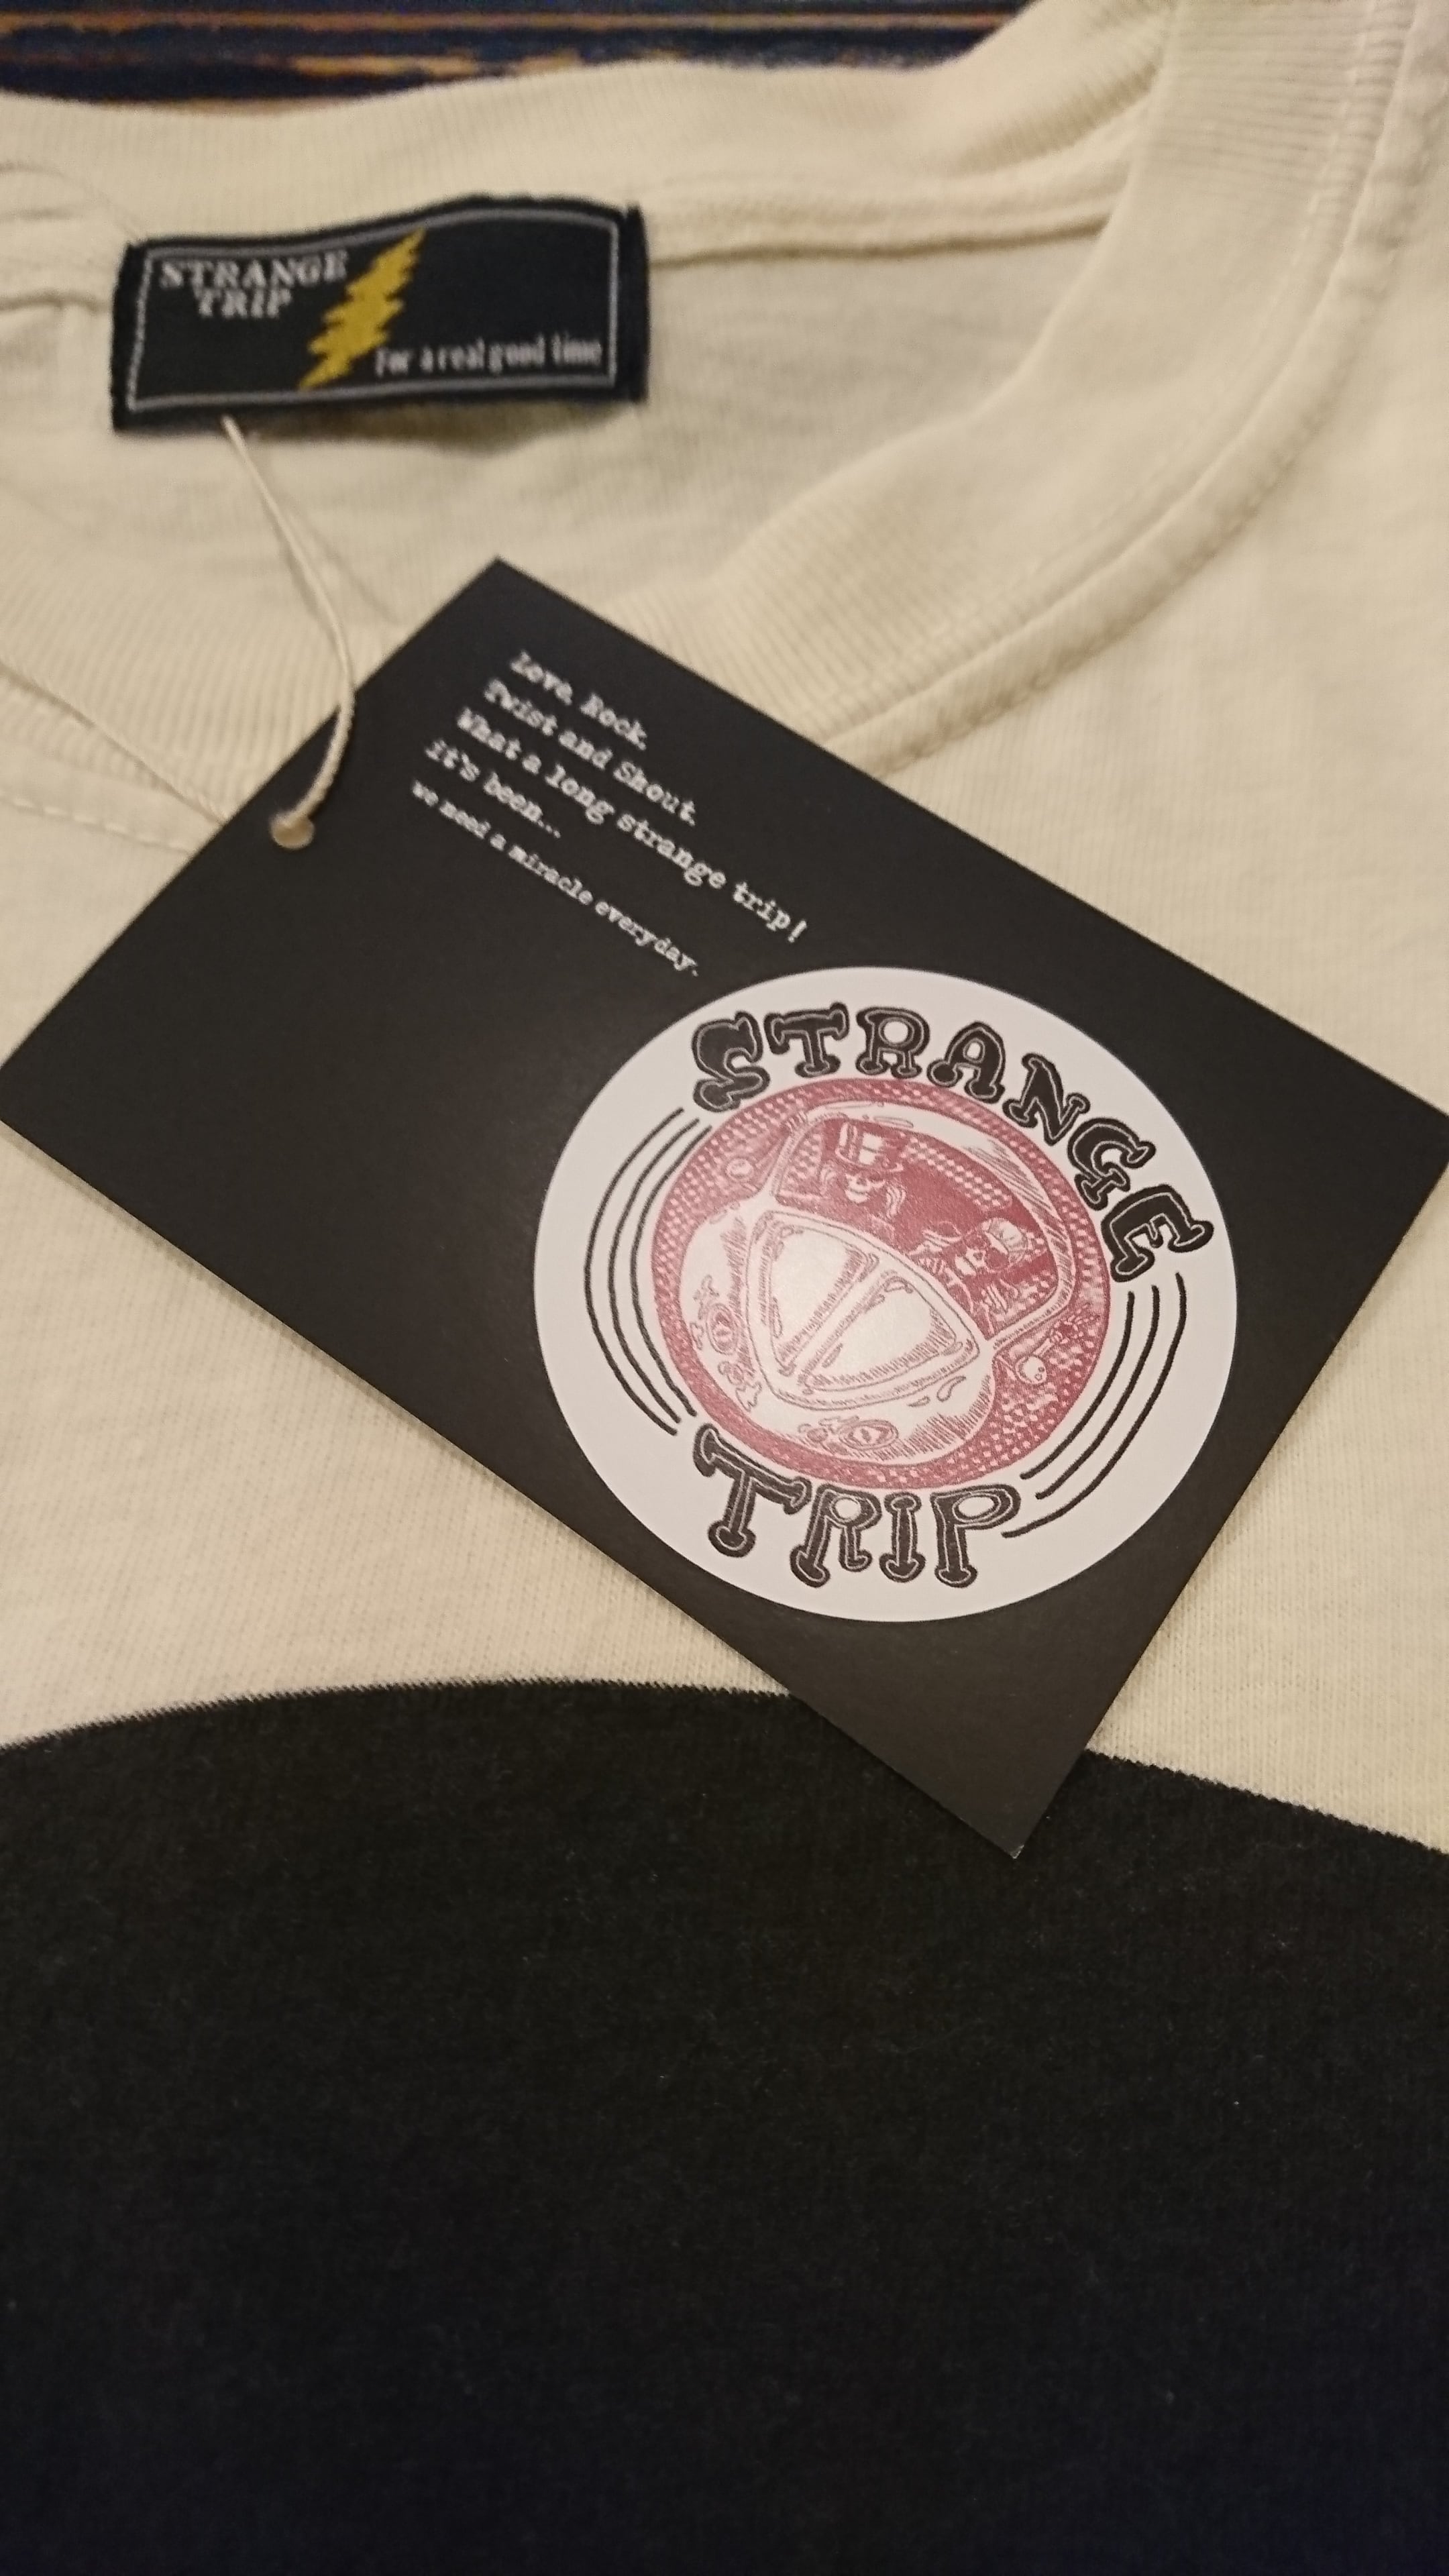 STRANGE
TRIP
For a real good time
Love, Rock,
Twist and Shout.
What a long strange trip!
it's been...
we need a miracle everyday.
STRANGE
TRIP